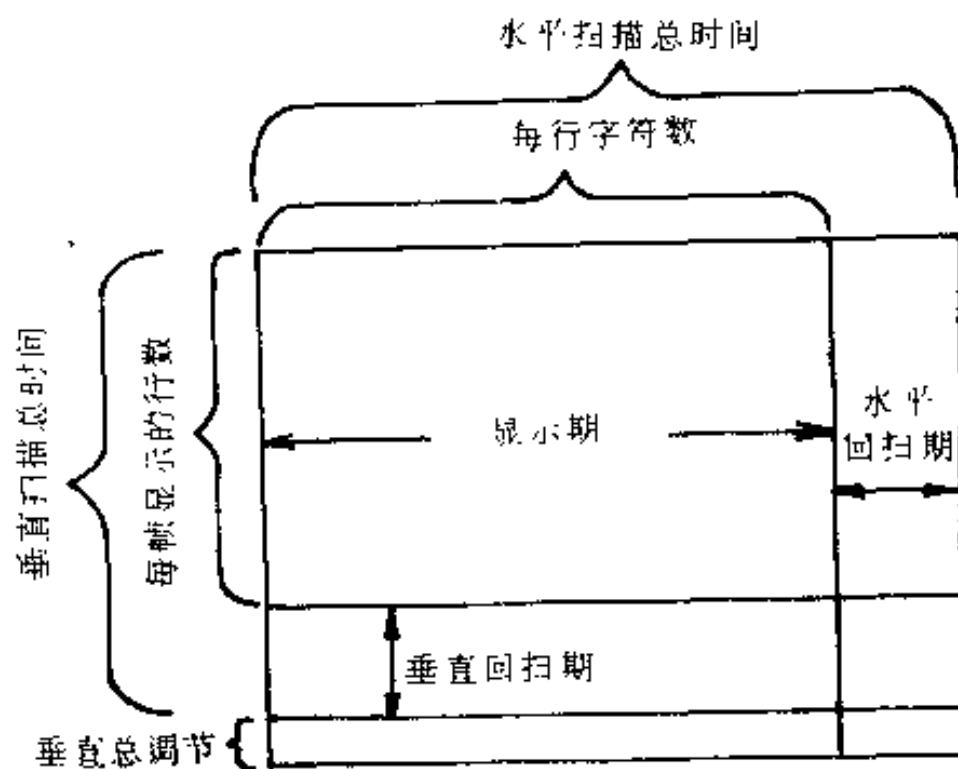 水平扫描总时间
每行字符数
垂直扫描总时间
每帧显示的行数
显示期
水平
回扫期
垂直回扫期
垂直总调节